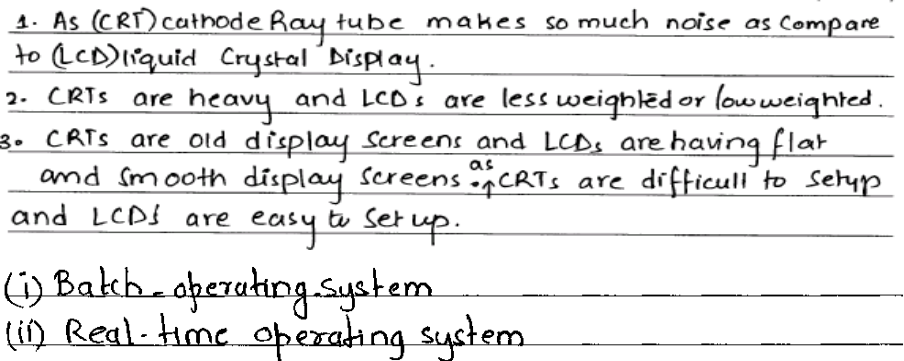 1. As (CRT) cathode Ray tube makes so much noise as Compare
to (LCD) liquid Crystal Display.
2. CRTs are heavy and LCDs are less weighted or low weighted.
3. CRTs are old display screens and LCDs are having flat
and smooth display screens. as CRTs are difficult to setup
and LCDs are easy to set up.
(i) Batch-operating.system
(ii) Real-time operating system